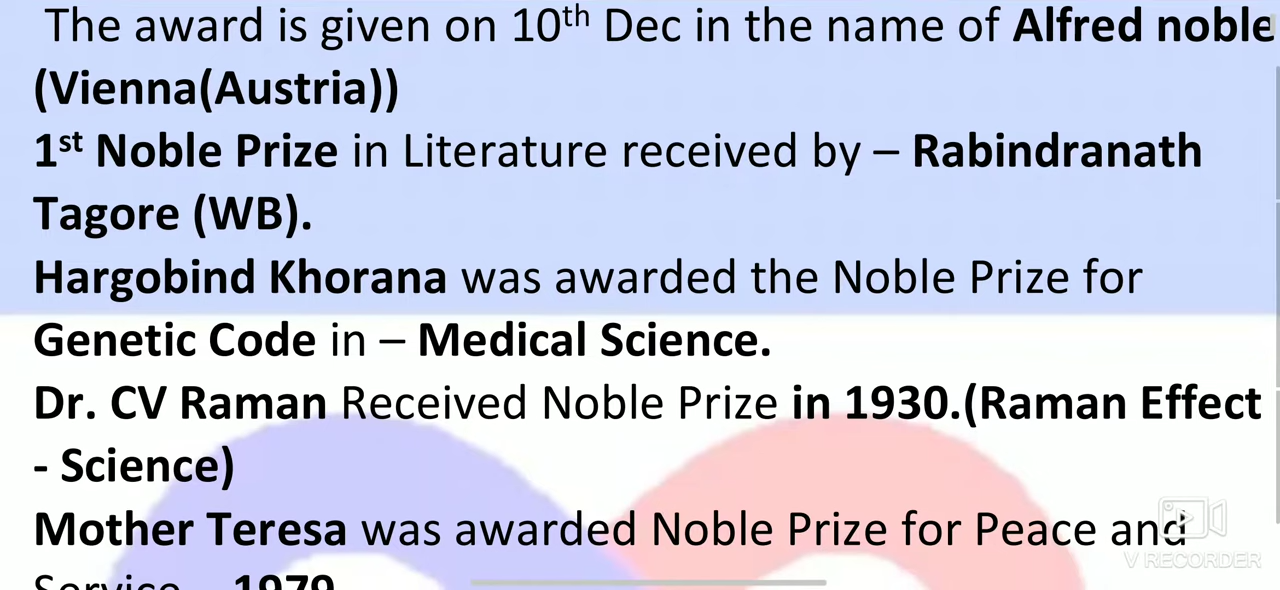 The award is given on 10th Dec in the name of Alfred noble
(Vienna(Austria))
1st Noble Prize in Literature received by – Rabindranath
Tagore (WB).
Hargobind Khorana was awarded the Noble Prize for
Genetic Code in – Medical Science.
Dr. CV Raman Received Noble Prize in 1930.(Raman Effect
- Science)
Mother Teresa was awarded Noble Prize for Peace and
Service – 1979
V RECORDER